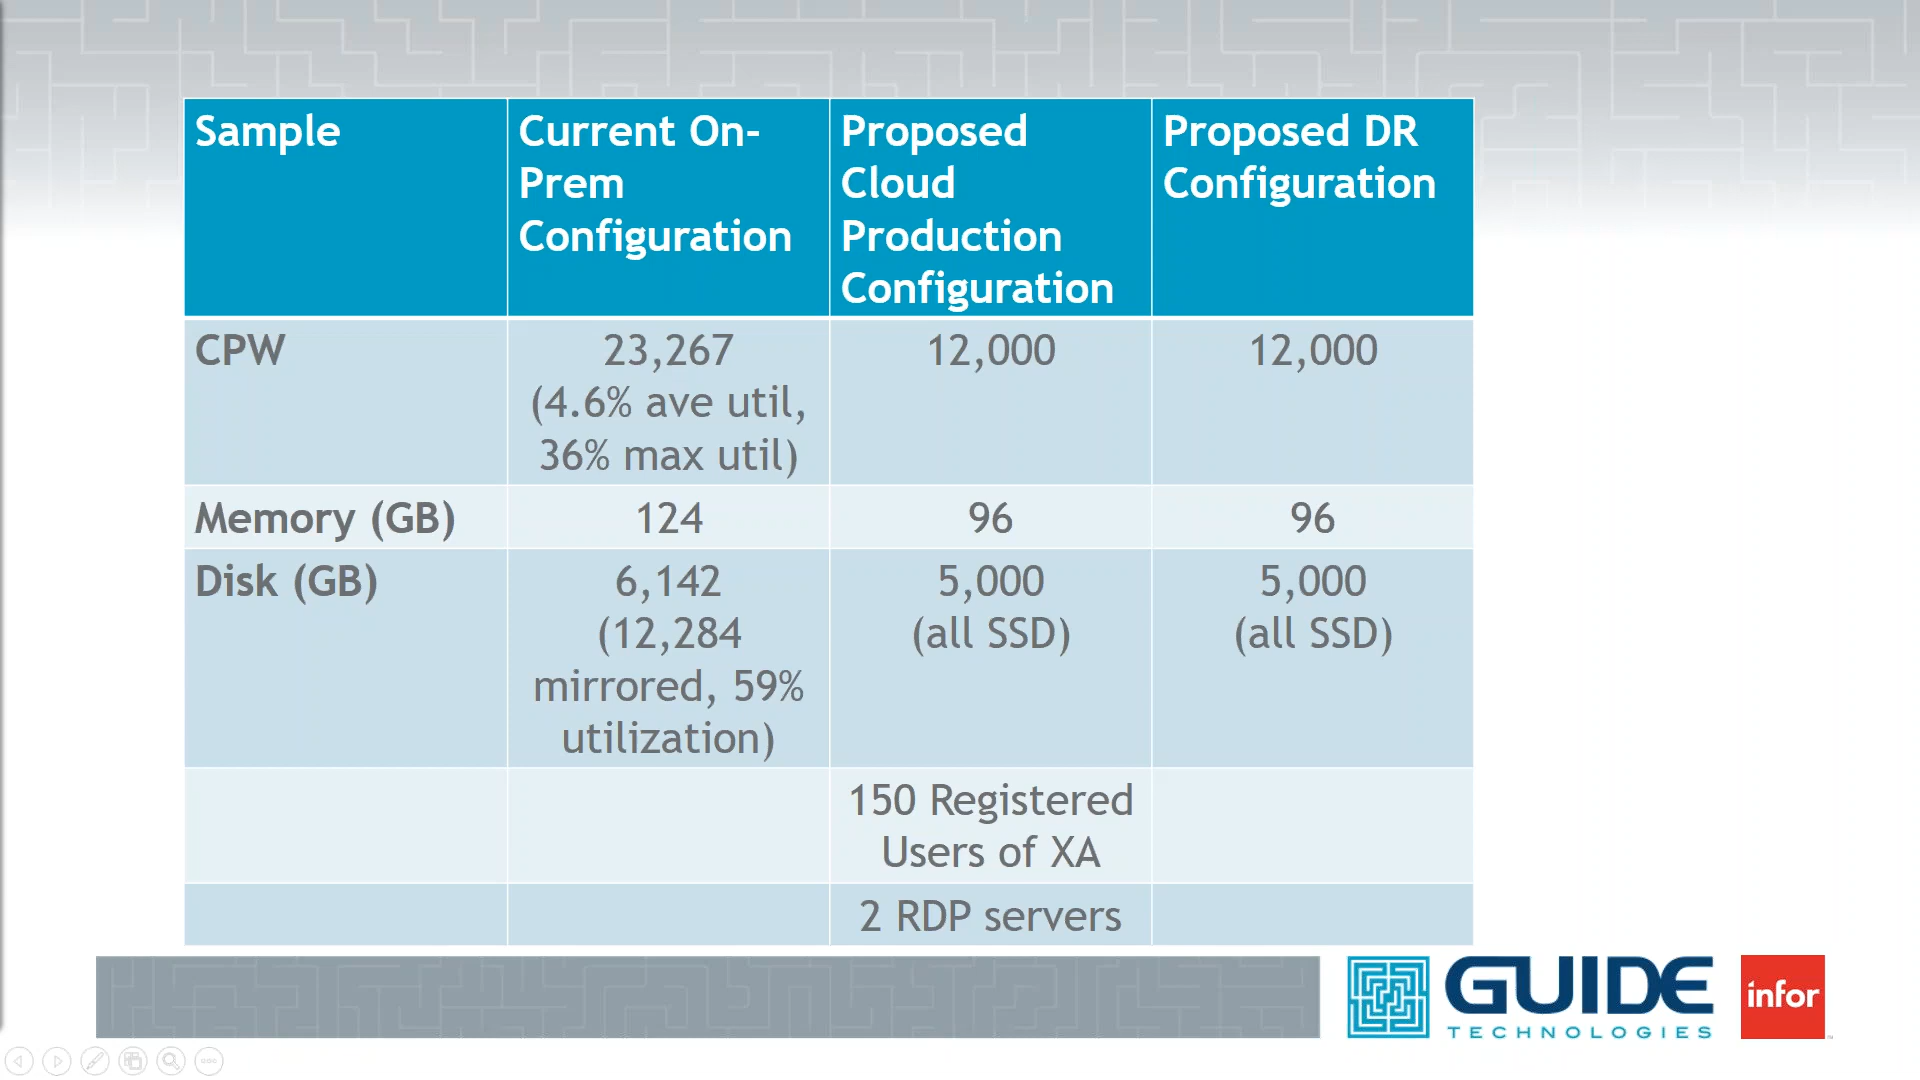 Sample
Current On-
Prem
Configuration
Proposed
Cloud
Production
Configuration
Proposed DR
Configuration
CPW
23,267
(4.6% ave util,
36% max util)
12,000
12,000
Memory (GB)
124
96
96
Disk (GB)
6,142
(12,284
mirrored, 59%
utilization)
5,000
(all SSD)
5,000
(all SSD)
150 Registered
Users of XA
2 RDP servers
GUIDE
TECHNOLOGIES
infor